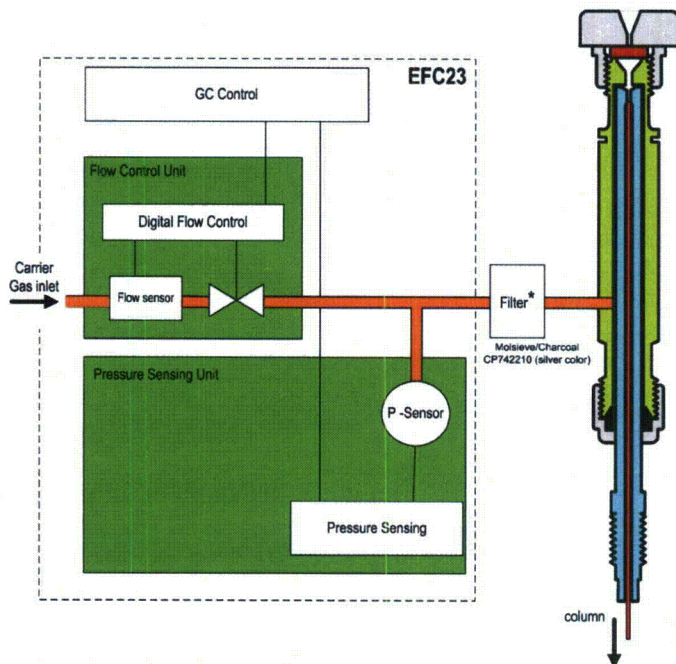 EFC23
GC Control
Flow Control Unit
Digital Flow Control
Carrier
Gas inlet
Flow sensor
Filter*
Molsieve/Charcoal
CP742210 (silver color)
Pressure Sensing Unit
P -Sensor
Pressure Sensing
column